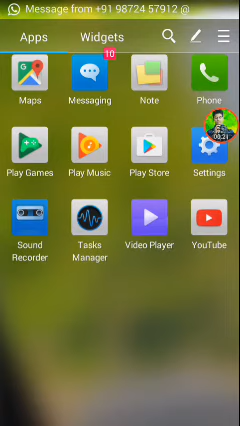 Message from +91 98724 57912 @
Apps Widgets
10
Maps Messaging Note Phone
00:21
Play Games Play Music Play Store Settings
Sound Recorder Tasks Manager Video Player YouTube